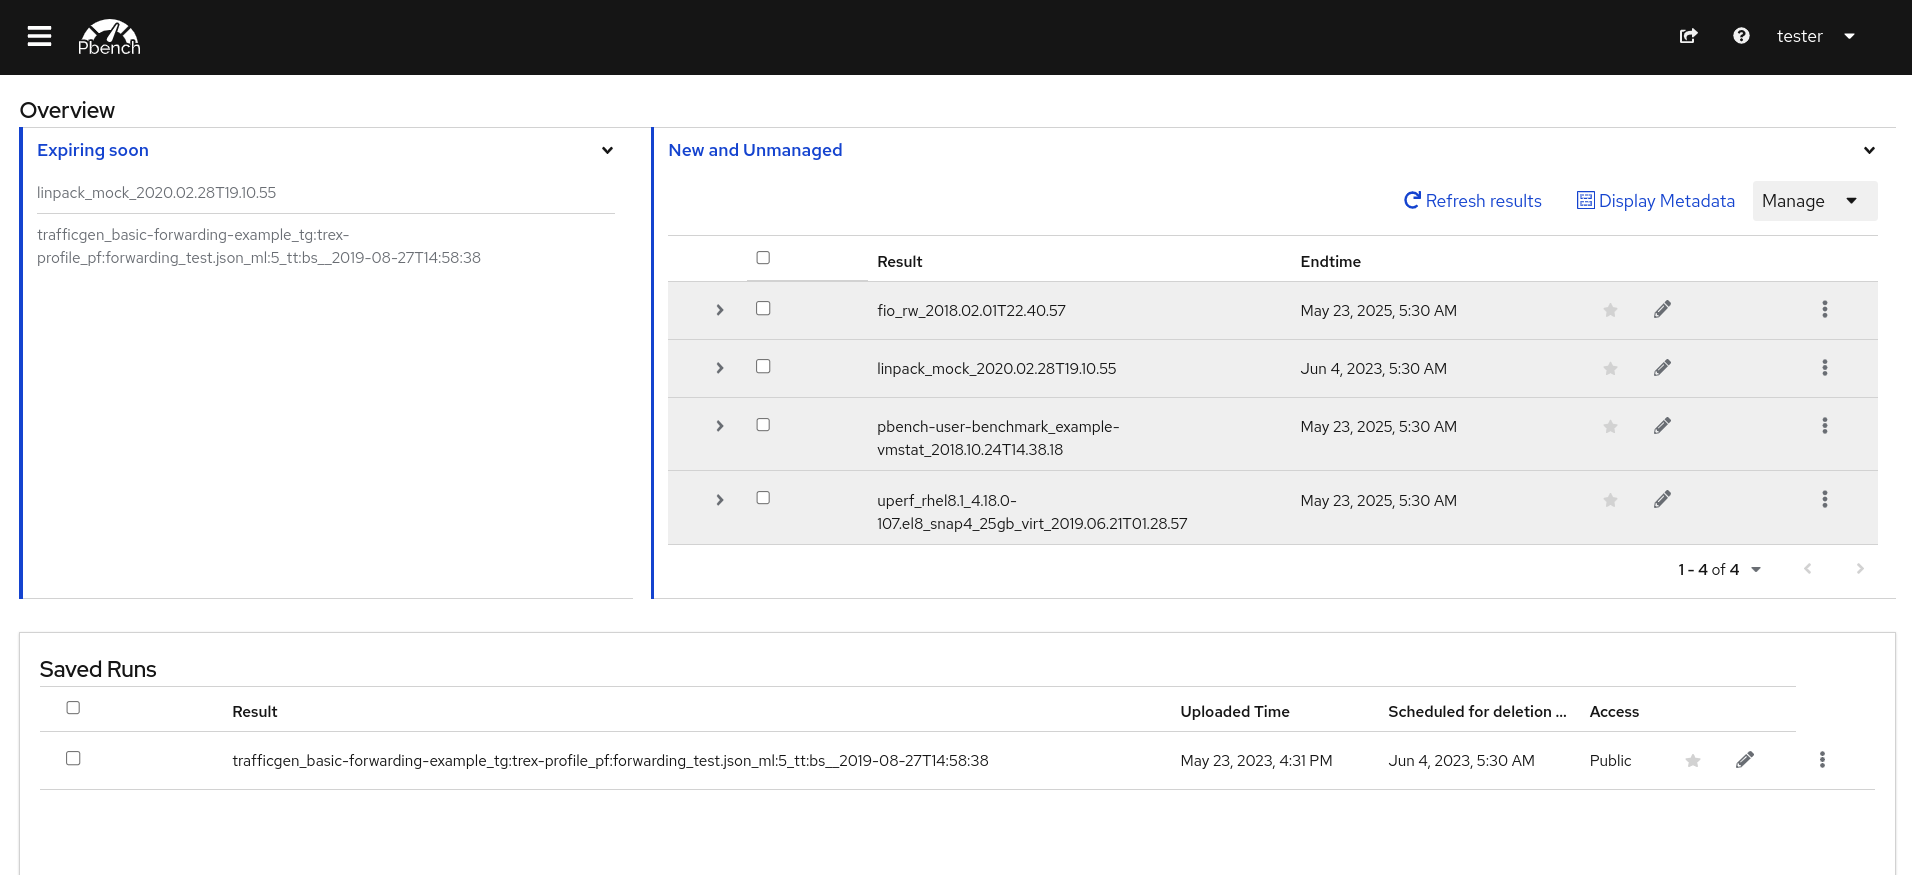 Pbench
tester
Overview
Expiring soon
linpack_mock_2020.02.28T19.10.55
trafficgen_basic-forwarding-example_tg:trex-
profile_pf:forwarding_test.json_ml:5_tt:bs__2019-08-27T14:58:38
New and Unmanaged
Refresh results Display Metadata Manage
Result Endtime
fio_rw_2018.02.01T22.40.57 May 23, 2025, 5:30 AM
linpack_mock_2020.02.28T19.10.55 Jun 4, 2023, 5:30 AM
pbench-user-benchmark_example- May 23, 2025, 5:30 AM
vmstat_2018.10.24T14.38.18
uperf_rhel8.1_4.18.0- May 23, 2025, 5:30 AM
107.el8_snap4_25gb_virt_2019.06.21T01.28.57
1 - 4 of 4
Saved Runs
Result Uploaded Time Scheduled for deletion ... Access
trafficgen_basic-forwarding-example_tg:trex-profile_pf:forwarding_test.json_ml:5_tt:bs__2019-08-27T14:58:38 May 23, 2023, 4:31 PM Jun 4, 2023, 5:30 AM Public